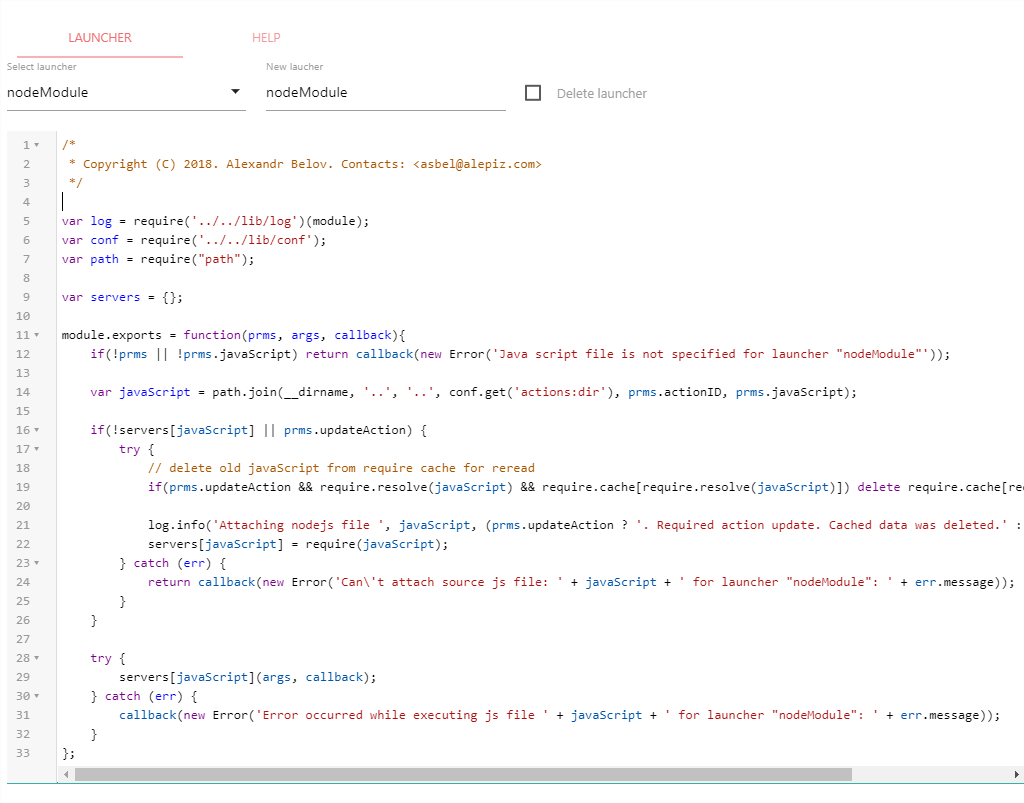 LAUNCHER HELP
Select launcher New laucher
nodeModule nodeModule Delete launcher
1 /*
2  * Copyright (C) 2018. Alexandr Belov. Contacts: <asbel@alepiz.com>
3  */
4
5 var log = require('../../lib/log')(module);
6 var conf = require('../../lib/conf');
7 var path = require("path");
8
9 var servers = {};
10
11 module.exports = function(prms, args, callback){
12     if(!prms || !prms.javaScript) return callback(new Error('Java script file is not specified for launcher "nodeModule"'));
13
14     var javaScript = path.join(__dirname, '..', '..', conf.get('actions:dir'), prms.actionID, prms.javaScript);
15
16     if(!servers[javaScript] || prms.updateAction) {
17         try {
18             // delete old javaScript from require cache for reread
19             if(prms.updateAction && require.resolve(javaScript) && require.cache[require.resolve(javaScript)]) delete require.cache[re
20
21             log.info('Attaching nodejs file ', javaScript, (prms.updateAction ? '. Required action update. Cached data was deleted.' :
22             servers[javaScript] = require(javaScript);
23         } catch (err) {
24             return callback(new Error('Can\'t attach source js file: ' + javaScript + ' for launcher "nodeModule": ' + err.message));
25         }
26     }
27
28     try {
29         servers[javaScript](args, callback);
30     } catch (err) {
31         callback(new Error('Error occurred while executing js file ' + javaScript + ' for launcher "nodeModule": ' + err.message));
32     }
33 };